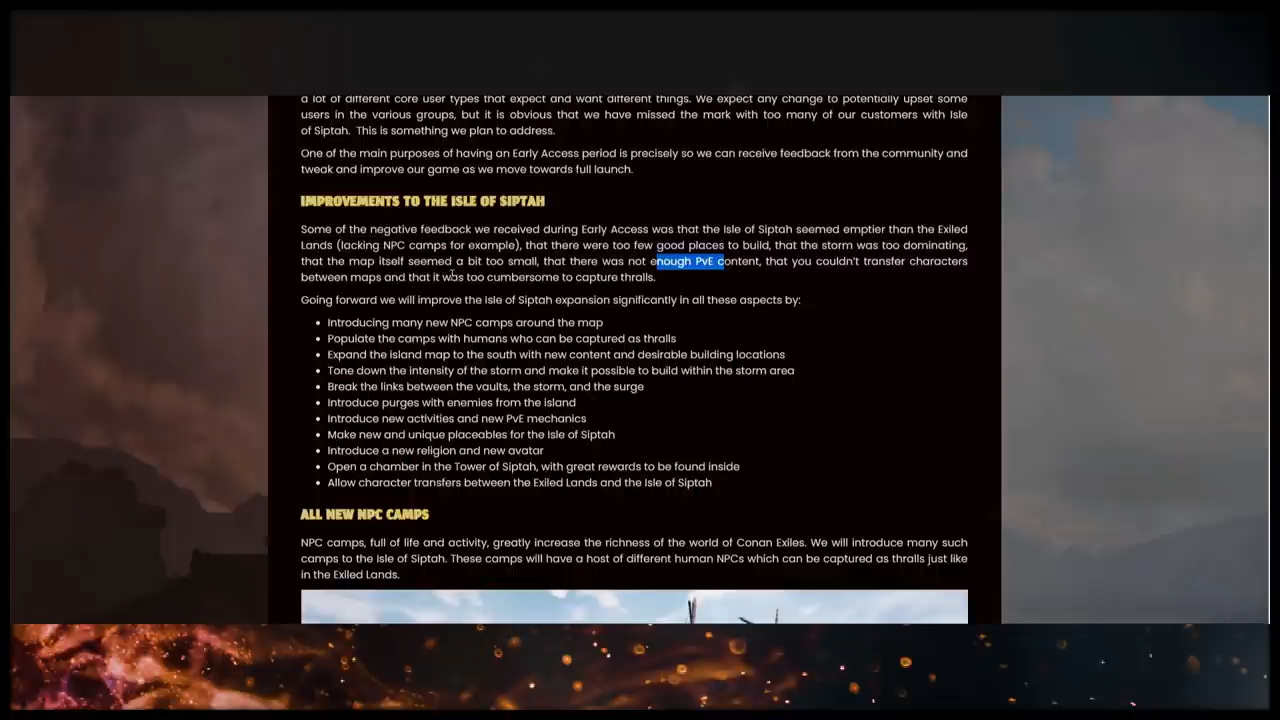 a lot of different core user types that expect and want different things. We expect any change to potentially upset some
users in the various groups, but it is obvious that we have missed the mark with too many of our customers with Isle
of Siptah. This is something we plan to address.
One of the main purposes of having an Early Access period is precisely so we can receive feedback from the community and
tweak and improve our game as we move towards full launch.
IMPROVEMENTS TO THE ISLE OF SIPTAH
Some of the negative feedback we received during Early Access was that the Isle of Siptah seemed emptier than the Exiled
Lands (lacking NPC camps for example), that there were too few good places to build, that the storm was too dominating,
that the map itself seemed a bit too small, that there was not enough PvE content, that you couldn't transfer characters
between maps and that it was too cumbersome to capture thralls.
Going forward we will improve the Isle of Siptah expansion significantly in all these aspects by:
• Introducing many new NPC camps around the map
• Populate the camps with humans who can be captured as thralls
• Expand the island map to the south with new content and desirable building locations
• Tone down the intensity of the storm and make it possible to build within the storm area
• Break the links between the vaults, the storm, and the surge
• Introduce purges with enemies from the island
• Introduce new activities and new PvE mechanics
• Make new and unique placeables for the Isle of Siptah
• Introduce a new religion and new avatar
• Open a chamber in the Tower of Siptah, with great rewards to be found inside
• Allow character transfers between the Exiled Lands and the Isle of Siptah
ALL NEW NPC CAMPS
NPC camps, full of life and activity, greatly increase the richness of the world of Conan Exiles. We will introduce many such
camps to the Isle of Siptah. These camps will have a host of different human NPCs which can be captured as thralls just like
in the Exiled Lands.